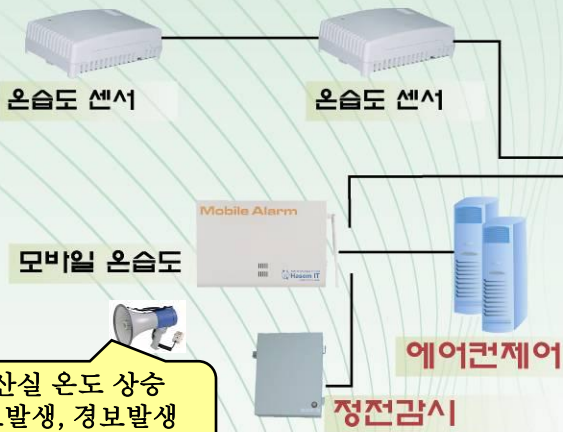 온습도 센서
온습도 센서
Mobile Alarm
Hasem IT
모바일 온습도
에어컨제어
산실 온도 상승
발생, 경보발생
정전감시